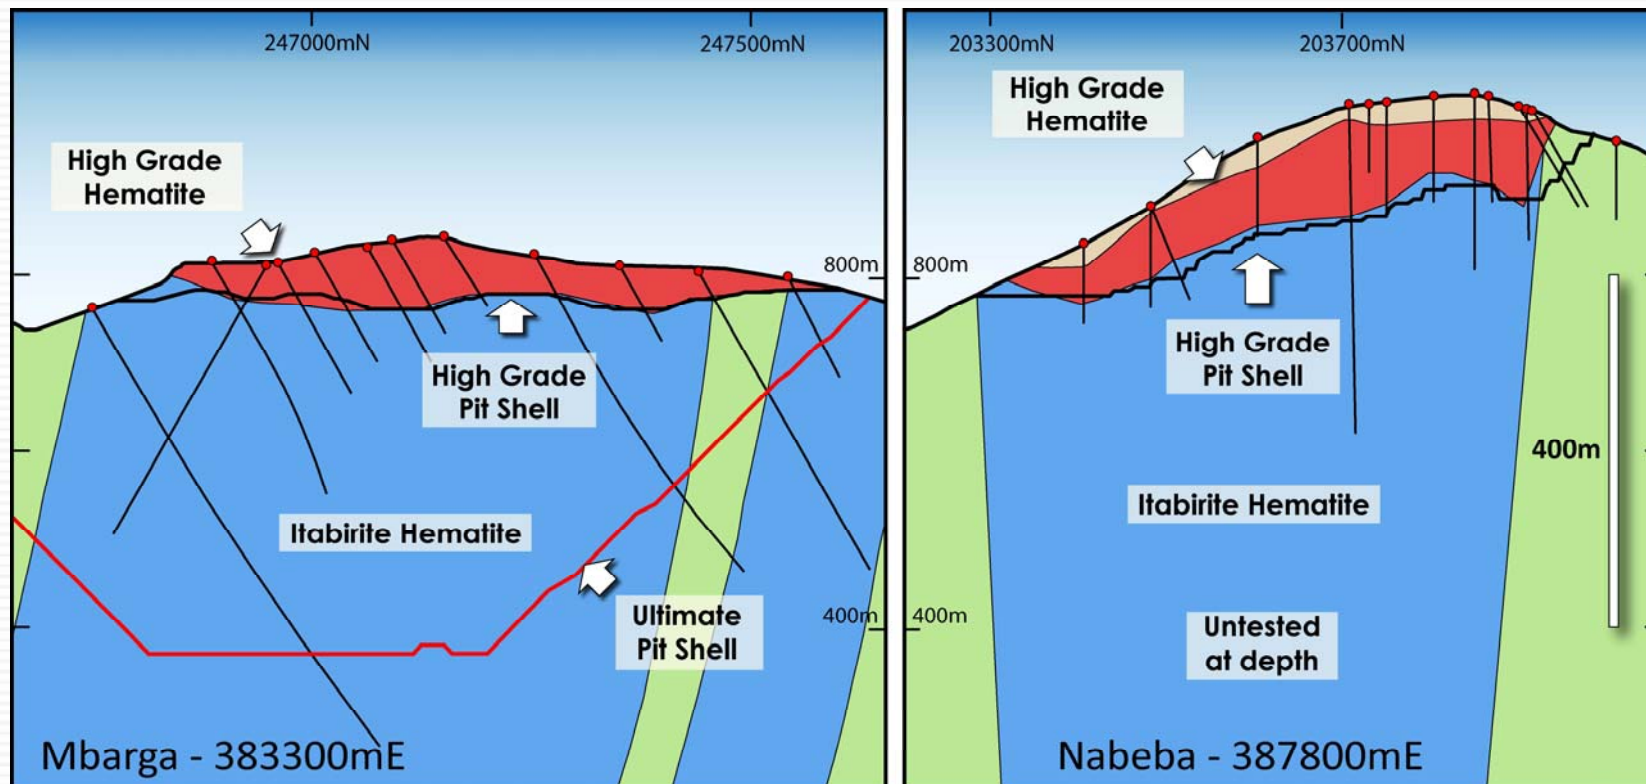 247000mN
247500mN
High Grade
Hematite
800m
High Grade
Pit Shell
Itabirite Hematite
Ultimate
Pit Shell
400m
Mbarga - 383300mE
203300mN
203700mN
High Grade
Hematite
800m
High Grade
Pit Shell
400m
Itabirite Hematite
400m
Untested
at depth
Nabeba - 387800mE